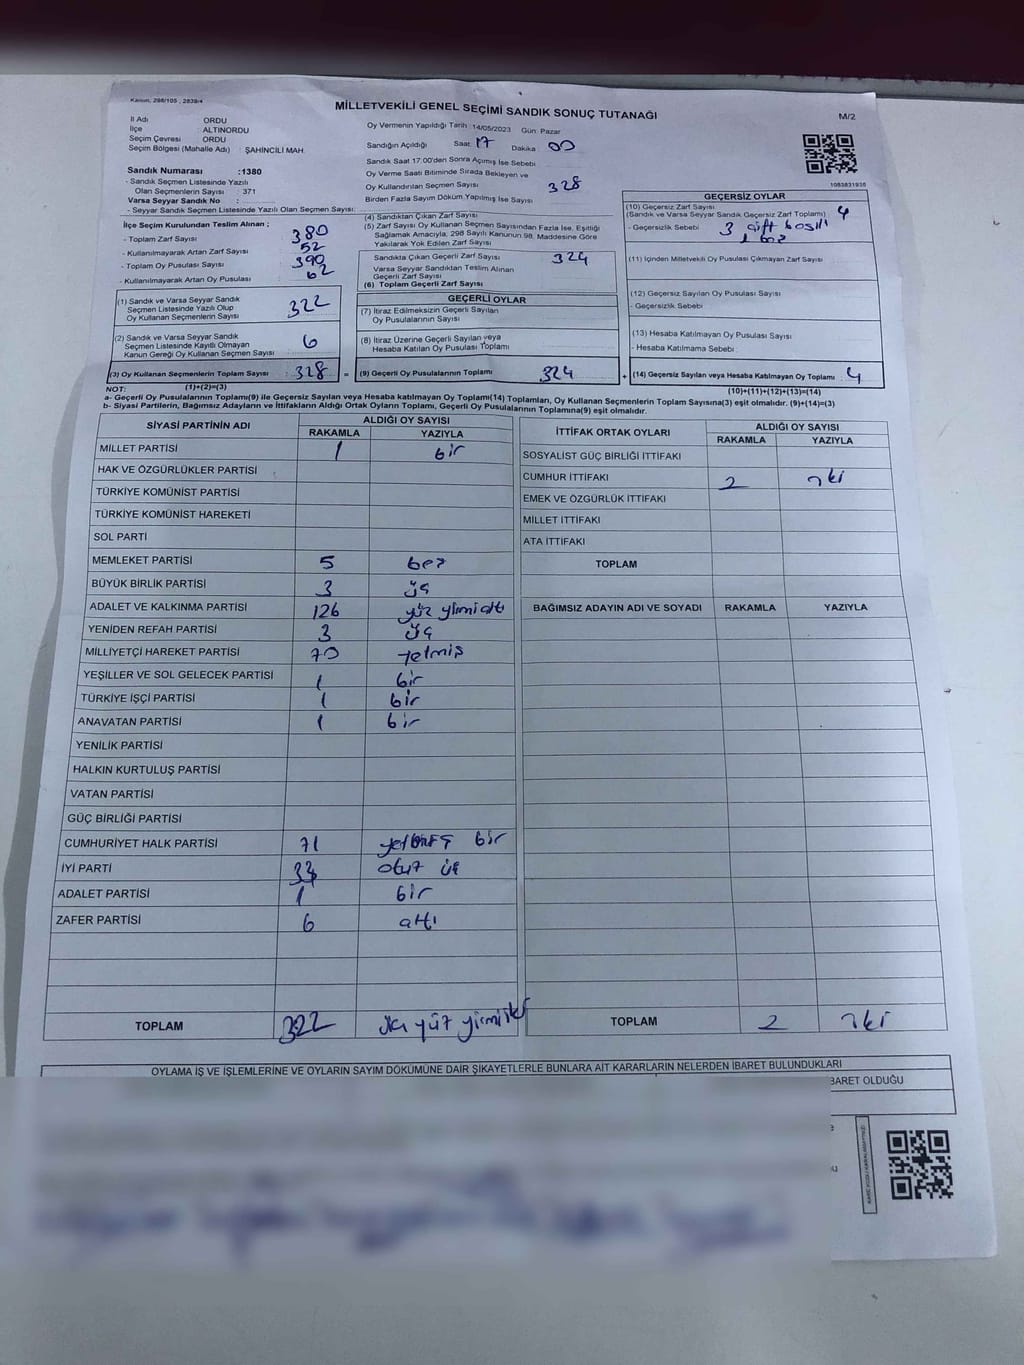 Kanun, 298/105 , 2839/4
MİLLETVEKİLİ GENEL SEÇİMİ SANDIK SONUÇ TUTANAĞI
M/2
İl Adı ORDU
İlçe : ALTINORDU
Seçim Çevresi ORDU
Seçim Bölgesi (Mahalle Adı) : ŞAHİNCİLİ MAH.
Sandık Numarası :1380
- Sandık Seçmen Listesinde Yazılı
Olan Seçmenlerin Sayısı : 371
Varsa Seyyar Sandık No :
- Seyyar Sandık Seçmen Listesinde Yazılı Olan Seçmen Sayısı:
Oy Vermenin Yapıldığı Tarih : 14/05/2023 Gün: Pazar
Sandığın Açıldığı Saat: 17 Dakika 00
Sandık Saat 17:00'den Sonra Açımış İse Sebebi
Oy Verme Saati Bitiminde Sırada Bekleyen ve
Oy Kullandırılan Seçmen Sayısı 328
Birden Fazla Sayım Döküm Yapılmış İse Sayısı
1083831935
İlçe Seçim Kurulundan Teslim Alınan ;
- Toplam Zarf Sayısı : 380
- Kullanılmayarak Artan Zarf Sayısı : 52
- Toplam Oy Pusulası Sayısı : 390
- Kullanılmayarak Artan Oy Pusulası : 62
(1) Sandık ve Varsa Seyyar Sandık
Seçmen Listesinde Yazılı Olup
Oy Kullanan Seçmenlerin Sayısı : 322
(2) Sandık ve Varsa Seyyar Sandık
Seçmen Listesinde Kayıtlı Olmayan
Kanun Gereği Oy Kullanan Seçmen Sayısı : 6
(3) Oy Kullanan Seçmenlerin Toplam Sayısı : 328 =
(4) Sandıktan Çıkan Zarf Sayısı
(5) Zarf Sayısı Oy Kullanan Seçmen Sayısından Fazla İse, Eşitliği
Sağlamak Amacıyla, 298 Sayılı Kanunun 98. Maddesine Göre
Yakılarak Yok Edilen Zarf Sayısı
Sandıkta Çıkan Geçerli Zarf Sayısı 324
Varsa Seyyar Sandıktan Teslim Alınan
Geçerli Zarf Sayısı
(6) Toplam Geçerli Zarf Sayısı
GEÇERLİ OYLAR
(7) İtiraz Edilmeksizin Geçerli Sayılan
Oy Pusulalarının Sayısı
(8) İtiraz Üzerine Geçerli Sayılan veya
Hesaba Katılan Oy Pusulası Toplamı
(9) Geçerli Oy Pusulalarının Toplamı 324 +
GEÇERSİZ OYLAR
(10) Geçersiz Zarf Sayısı
(Sandık ve Varsa Seyyar Sandık Geçersiz Zarf Toplamı) 4
- Geçersizlik Sebebi : 3 çift basılı
1 boz
(11) İçinden Milletvekili Oy Pusulası Çıkmayan Zarf Sayısı
(12) Geçersiz Sayılan Oy Pusulası Sayısı
- Geçersizlik Sebebi :
(13) Hesaba Katılmayan Oy Pusulası Sayısı
- Hesaba Katılmama Sebebi :
(14) Geçersiz Sayılan veya Hesaba Katılmayan Oy Toplamı : 4
NOT: (1)+(2)=(3) (10)+(11)+(12)+(13)=(14)
a- Geçerli Oy Pusulalarının Toplamı(9) ile Geçersiz Sayılan veya Hesaba katılmayan Oy Toplamı(14) Toplamları, Oy Kullanan Seçmenlerin Toplam Sayısına(3) eşit olmalıdır. (9)+(14)=(3)
b- Siyasi Partilerin, Bağımsız Adayların ve İttifakların Aldığı Ortak Oyların Toplamı, Geçerli Oy Pusulalarının Toplamına(9) eşit olmalıdır.
SİYASİ PARTİNİN ADI ALDIĞI OY SAYISI
RAKAMLA YAZIYLA
MİLLET PARTİSİ 1 bir
HAK VE ÖZGÜRLÜKLER PARTİSİ
TÜRKİYE KOMÜNİST PARTİSİ
TÜRKİYE KOMÜNİST HAREKETİ
SOL PARTİ
MEMLEKET PARTİSİ 5 beş
BÜYÜK BİRLİK PARTİSİ 3 üç
ADALET VE KALKINMA PARTİSİ 126 yüz yirmi altı
YENİDEN REFAH PARTİSİ 3 üç
MİLLİYETÇİ HAREKET PARTİSİ 70 yetmiş
YEŞİLLER VE SOL GELECEK PARTİSİ 1 bir
TÜRKİYE İŞÇİ PARTİSİ 1 bir
ANAVATAN PARTİSİ 1 bir
YENİLİK PARTİSİ
HALKIN KURTULUŞ PARTİSİ
VATAN PARTİSİ
GÜÇ BİRLİĞİ PARTİSİ
CUMHURİYET HALK PARTİSİ 71 yetmiş bir
İYİ PARTİ 33 otuz üç
ADALET PARTİSİ 1 bir
ZAFER PARTİSİ 6 altı
TOPLAM 322 üç yüz yirmi iki
İTTİFAK ORTAK OYLARI ALDIĞI OY SAYISI
RAKAMLA YAZIYLA
SOSYALİST GÜÇ BİRLİĞİ İTTİFAKI
CUMHUR İTTİFAKI 2 iki
EMEK VE ÖZGÜRLÜK İTTİFAKI
MİLLET İTTİFAKI
ATA İTTİFAKI
TOPLAM
BAĞIMSIZ ADAYIN ADI VE SOYADI RAKAMLA YAZIYLA
TOPLAM 2 iki
OYLAMA İŞ VE İŞLEMLERİNE VE OYLARIN SAYIM DÖKÜMÜNE DAİR ŞİKAYETLERLE BUNLARA AİT KARARLARIN NELERDEN İBARET BULUNDUKLARI
BARET OLDUĞU